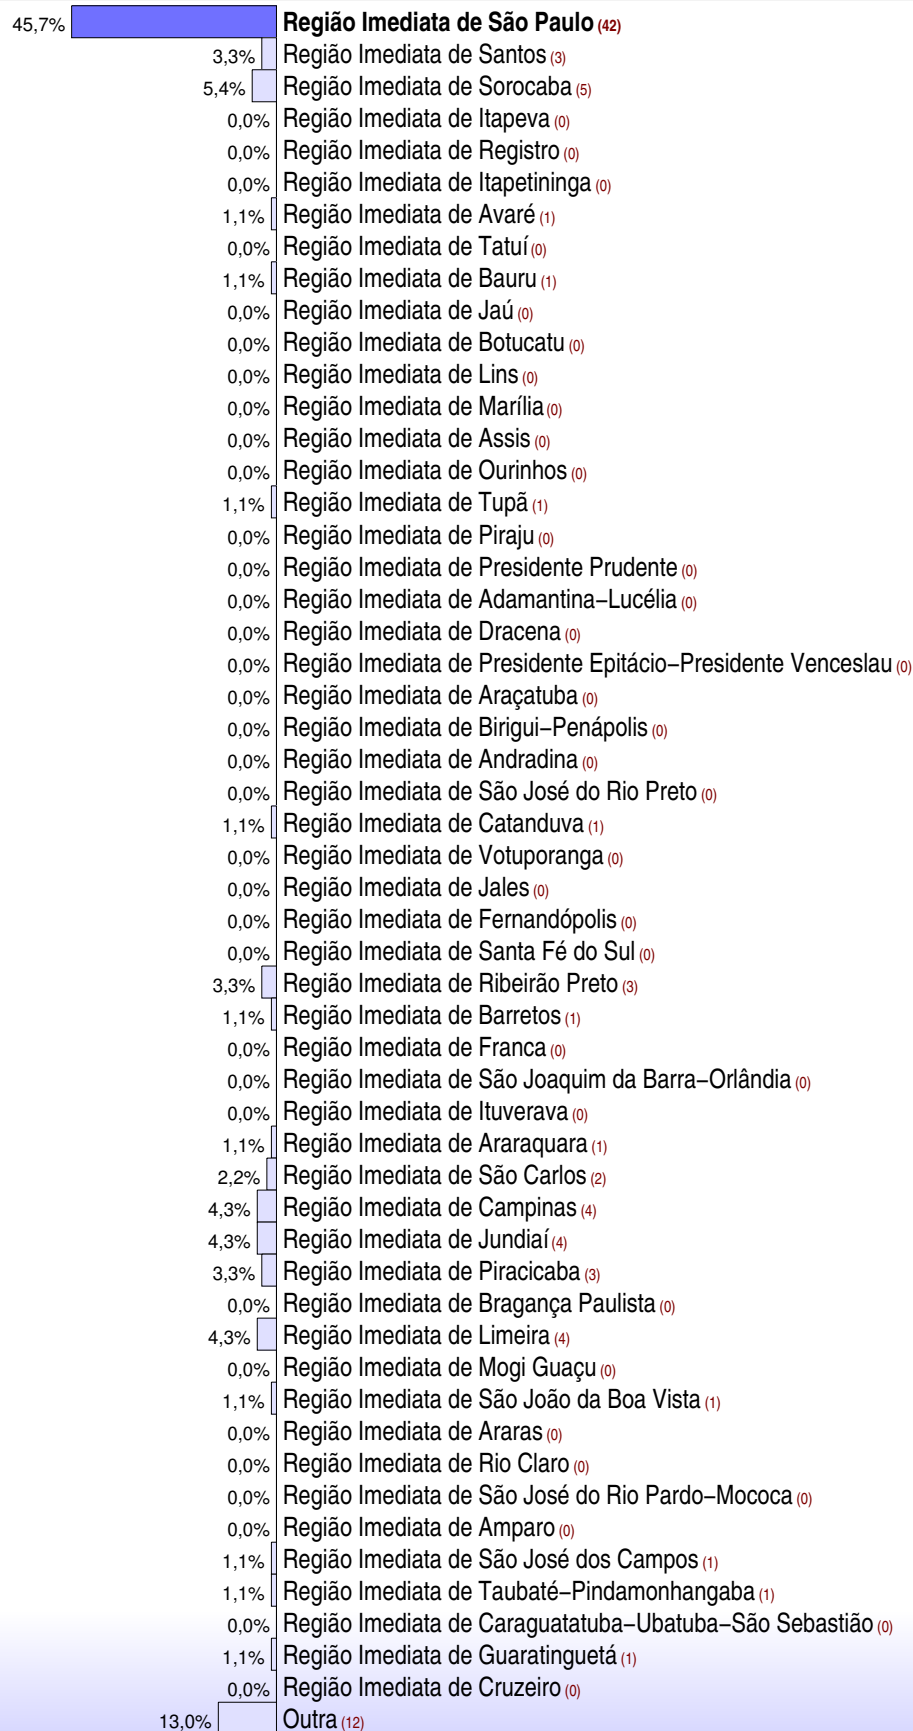 45,7% Região Imediata de São Paulo (42)
3,3% Região Imediata de Santos (3)
5,4% Região Imediata de Sorocaba (5)
0,0% Região Imediata de Itapeva (0)
0,0% Região Imediata de Registro (0)
0,0% Região Imediata de Itapetininga (0)
1,1% Região Imediata de Avaré (1)
0,0% Região Imediata de Tatuí (0)
1,1% Região Imediata de Bauru (1)
0,0% Região Imediata de Jaú (0)
0,0% Região Imediata de Botucatu (0)
0,0% Região Imediata de Lins (0)
0,0% Região Imediata de Marília (0)
0,0% Região Imediata de Assis (0)
0,0% Região Imediata de Ourinhos (0)
1,1% Região Imediata de Tupã (1)
0,0% Região Imediata de Piraju (0)
0,0% Região Imediata de Presidente Prudente (0)
0,0% Região Imediata de Adamantina−Lucélia (0)
0,0% Região Imediata de Dracena (0)
0,0% Região Imediata de Presidente Epitácio−Presidente Venceslau (0)
0,0% Região Imediata de Araçatuba (0)
0,0% Região Imediata de Birigui−Penápolis (0)
0,0% Região Imediata de Andradina (0)
0,0% Região Imediata de São José do Rio Preto (0)
1,1% Região Imediata de Catanduva (1)
0,0% Região Imediata de Votuporanga (0)
0,0% Região Imediata de Jales (0)
0,0% Região Imediata de Fernandópolis (0)
0,0% Região Imediata de Santa Fé do Sul (0)
3,3% Região Imediata de Ribeirão Preto (3)
1,1% Região Imediata de Barretos (1)
0,0% Região Imediata de Franca (0)
0,0% Região Imediata de São Joaquim da Barra−Orlândia (0)
0,0% Região Imediata de Ituverava (0)
1,1% Região Imediata de Araraquara (1)
2,2% Região Imediata de São Carlos (2)
4,3% Região Imediata de Campinas (4)
4,3% Região Imediata de Jundiaí (4)
3,3% Região Imediata de Piracicaba (3)
0,0% Região Imediata de Bragança Paulista (0)
4,3% Região Imediata de Limeira (4)
0,0% Região Imediata de Mogi Guaçu (0)
1,1% Região Imediata de São João da Boa Vista (1)
0,0% Região Imediata de Araras (0)
0,0% Região Imediata de Rio Claro (0)
0,0% Região Imediata de São José do Rio Pardo−Mococa (0)
0,0% Região Imediata de Amparo (0)
1,1% Região Imediata de São José dos Campos (1)
1,1% Região Imediata de Taubaté−Pindamonhangaba (1)
0,0% Região Imediata de Caraguatatuba−Ubatuba−São Sebastião (0)
1,1% Região Imediata de Guaratinguetá (1)
0,0% Região Imediata de Cruzeiro (0)
13,0% Outra (12)